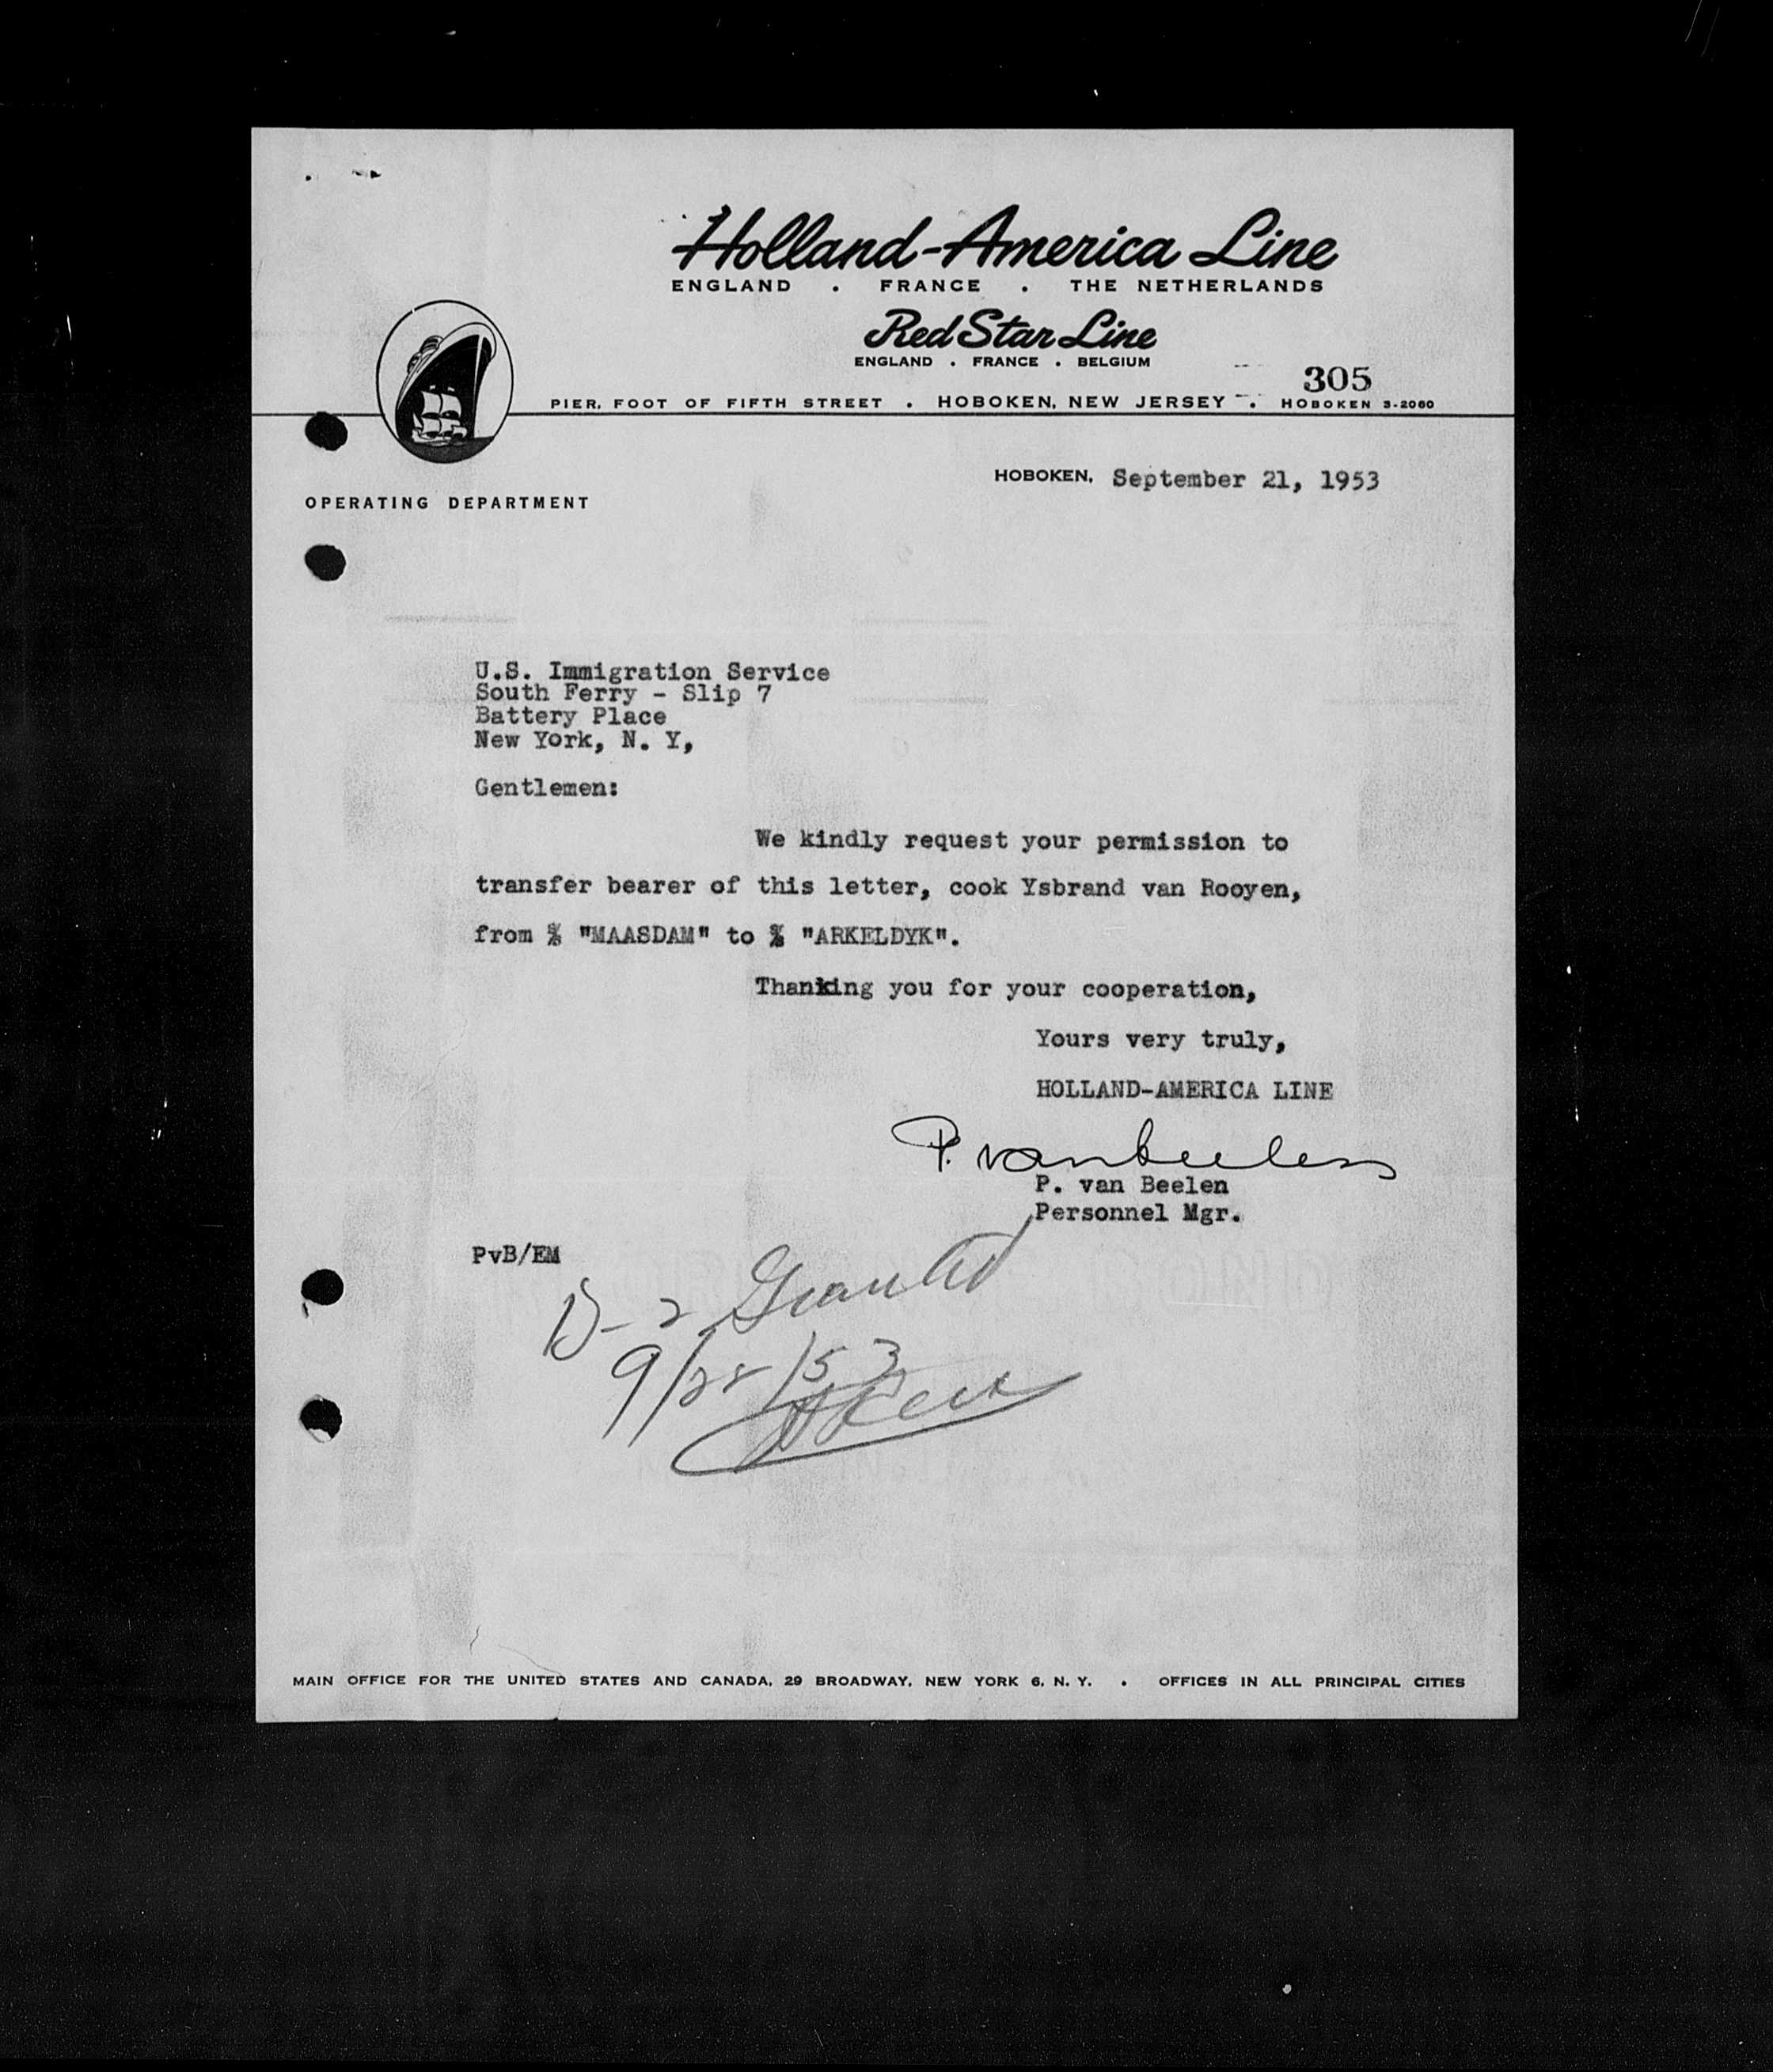 Holland-America Line
ENGLAND . FRANCE . THE NETHERLANDS
Red Star Line
ENGLAND . FRANCE . BELGIUM
305
PIER, FOOT OF FIFTH STREET . HOBOKEN, NEW JERSEY . HOBOKEN 3-2060
HOBOKEN, September 21, 1953
OPERATING DEPARTMENT
U.S. Immigration Service
South Ferry - Slip 7
Battery Place
New York, N. Y,
Gentlemen:
We kindly request your permission to
transfer bearer of this letter, cook Ysbrand van Rooyen,
from s/s "MAASDAM" to s/s "ARKELDYK".
Thanking you for your cooperation,
Yours very truly,
HOLLAND-AMERICA LINE
P. van Beelen
P. van Beelen
Personnel Mgr.
PvB/EM
D-2 Granted
9/28/53
MAIN OFFICE FOR THE UNITED STATES AND CANADA, 29 BROADWAY, NEW YORK 6, N. Y. . OFFICES IN ALL PRINCIPAL CITIES